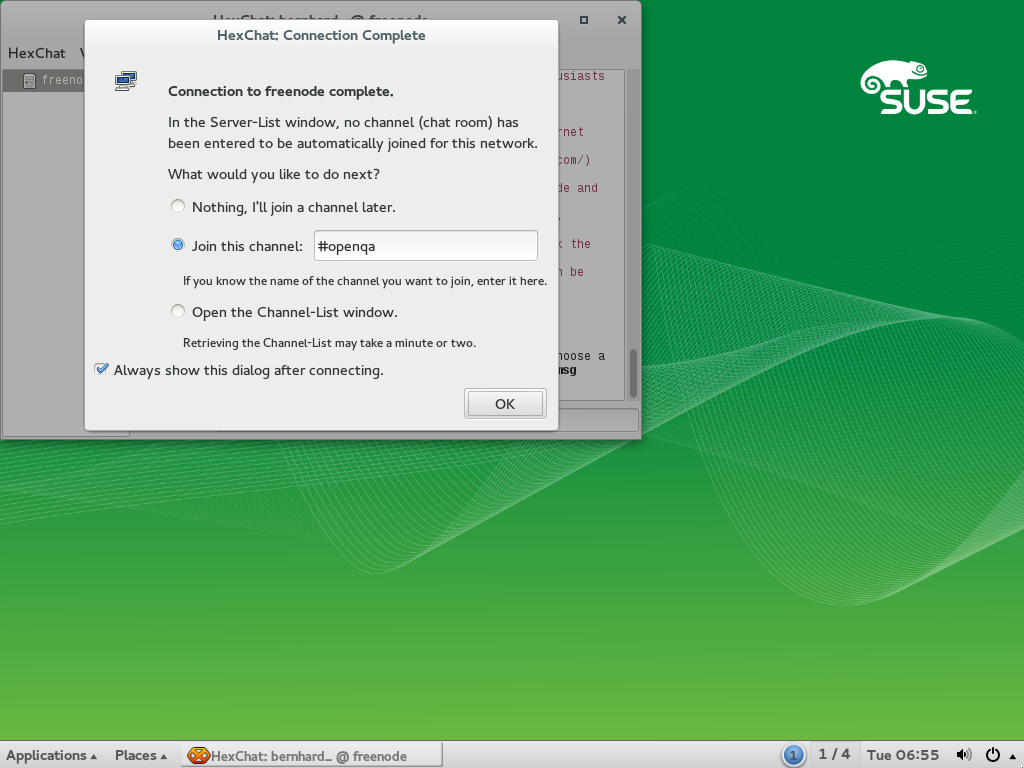 HexChat: bernhard_ @ freenode
HexChat: Connection Complete
HexChat
freeno
Connection to freenode complete.
In the Server-List window, no channel (chat room) has
been entered to be automatically joined for this network.
What would you like to do next?
Nothing, I'll join a channel later.
Join this channel: #openqa
If you know the name of the channel you want to join, enter it here.
Open the Channel-List window.
Retrieving the Channel-List may take a minute or two.
Always show this dialog after connecting.
OK
usiasts
rnet
com/)
de and
.
k the
n be
hoose a
msg
SUSE
Applications Places HexChat: bernhard_ @ freenode 1 1 / 4 Tue 06:55